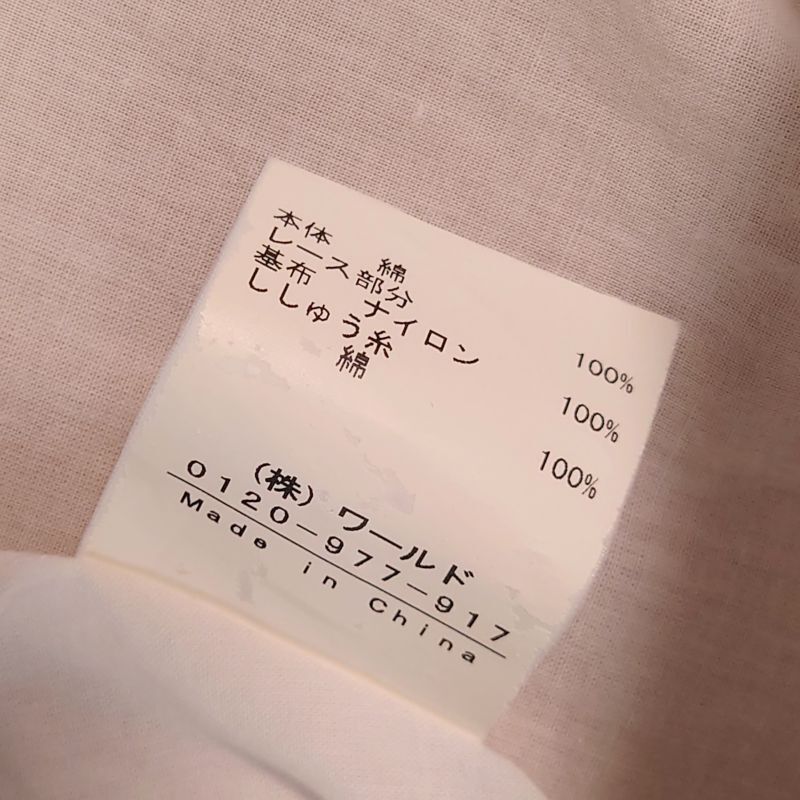 本体 綿 100%
レース部分
基布 ナイロン 100%
ししゅう糸
綿 100%
(株) ワールド
0120-977-917
Made in China